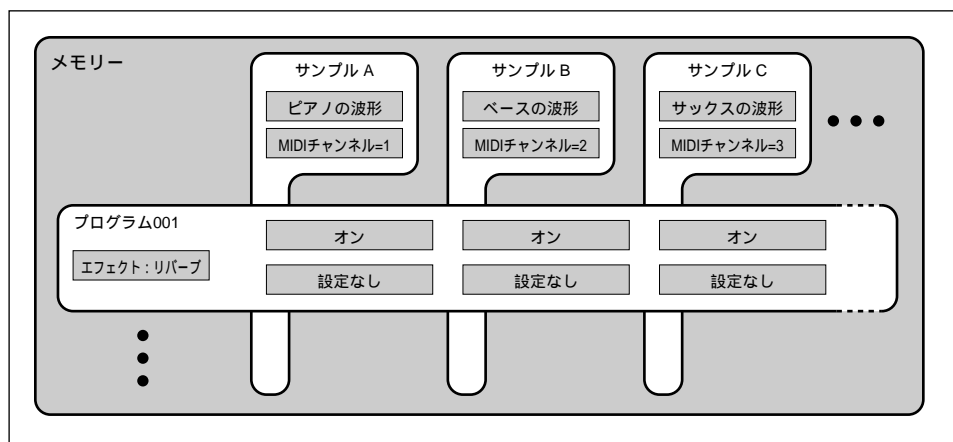 メモリー
サンプル A
サンプル B
サンプル C
ピアノの波形
ベースの波形
サックスの波形
MIDIチャンネル=1
MIDIチャンネル=2
MIDIチャンネル=3
プログラム001
オン
オン
オン
エフェクト：リバーブ
設定なし
設定なし
設定なし